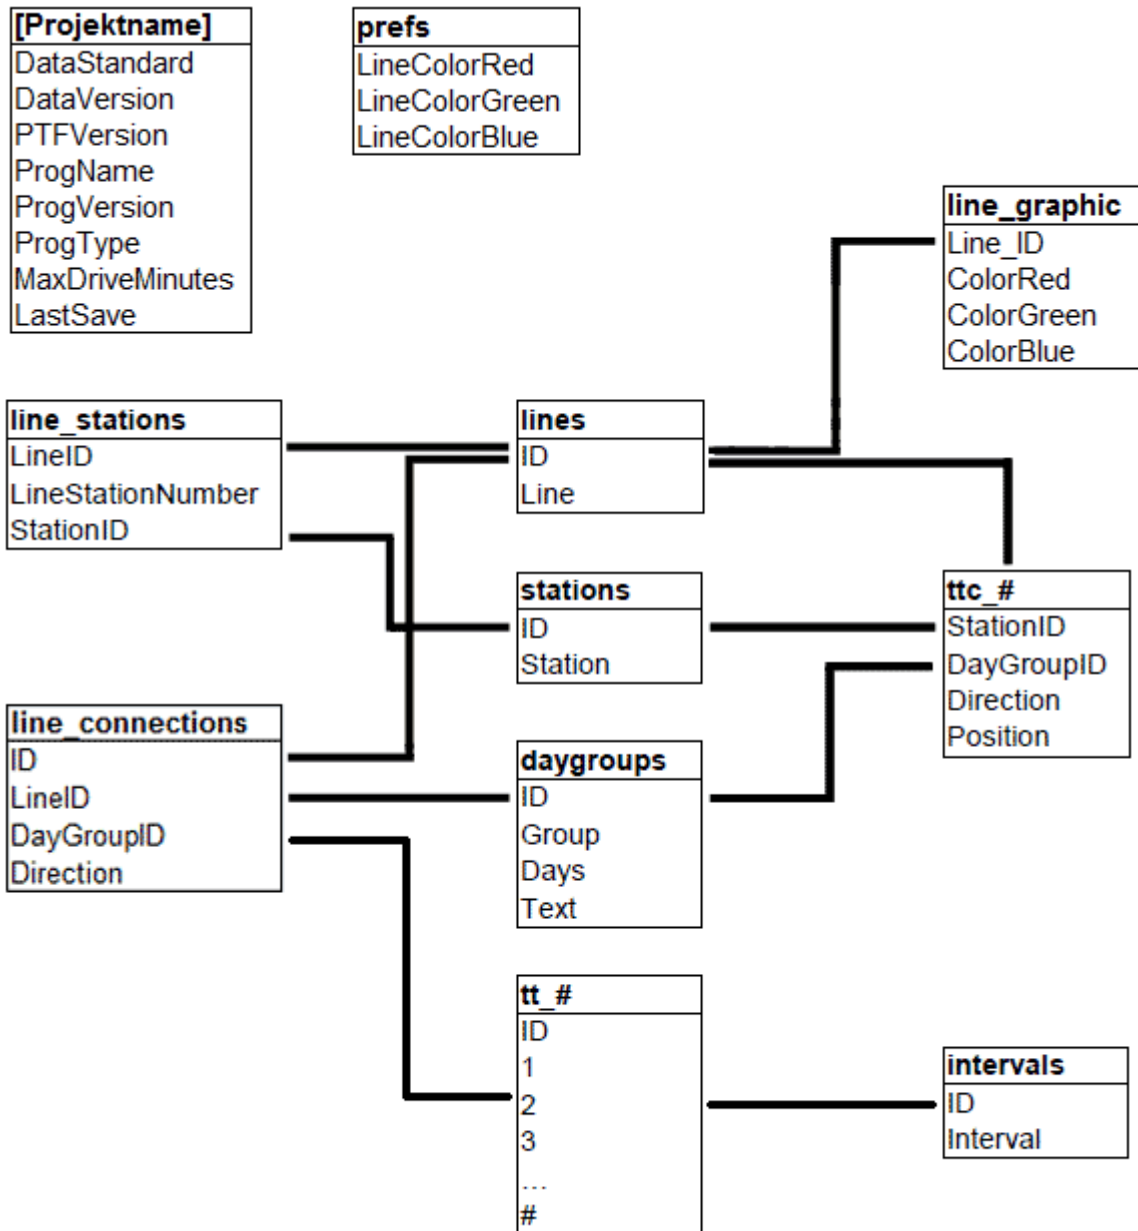 [Projektname]
DataStandard
DataVersion
PTFVersion
ProgName
ProgVersion
ProgType
MaxDriveMinutes
LastSave
prefs
LineColorRed
LineColorGreen
LineColorBlue
line_graphic
Line_ID
ColorRed
ColorGreen
ColorBlue
line_stations
LineID
LineStationNumber
StationID
lines
ID
Line
stations
ID
Station
ttc_#
StationID
DayGroupID
Direction
Position
line_connections
ID
LineID
DayGroupID
Direction
daygroups
ID
Group
Days
Text
tt_#
ID
1
2
3
...
#
intervals
ID
Interval